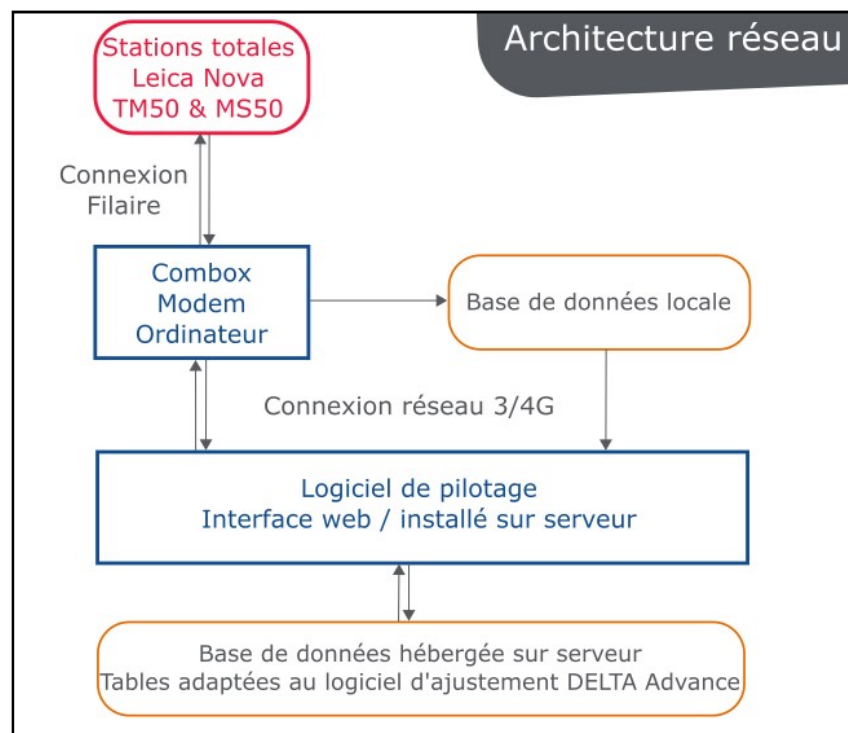 Architecture réseau
Stations totales
Leica Nova
TM50 & MS50
Connexion
Filaire
Combox
Modem
Ordinateur
Base de données locale
Connexion réseau 3/4G
Logiciel de pilotage
Interface web / installé sur serveur
Base de données hébergée sur serveur
Tables adaptées au logiciel d'ajustement DELTA Advance